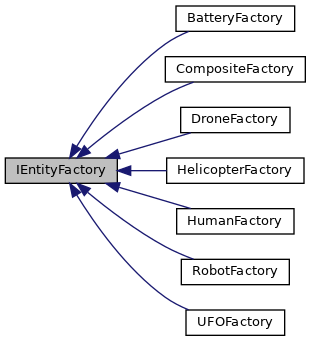 BatteryFactory
CompositeFactory
DroneFactory
IEntityFactory
HelicopterFactory
HumanFactory
RobotFactory
UFOFactory